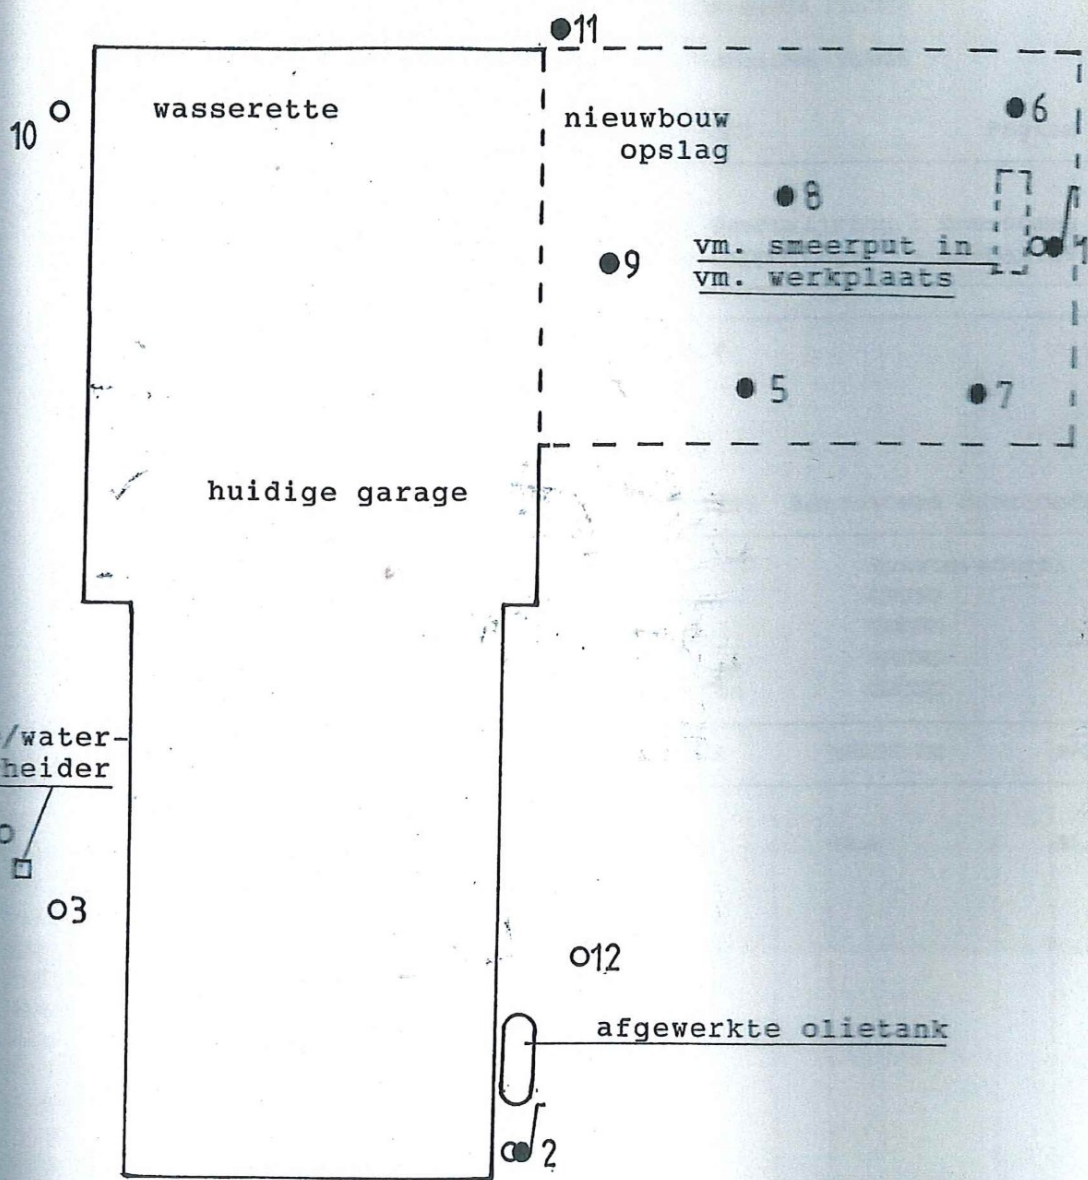 11
wasserette
10
nieuwbouw
opslag
6
8
9
vm. smeerput in
vm. werkplaats
1
5
7
huidige garage
/water-
heider
3
12
afgewerkte olietank
2